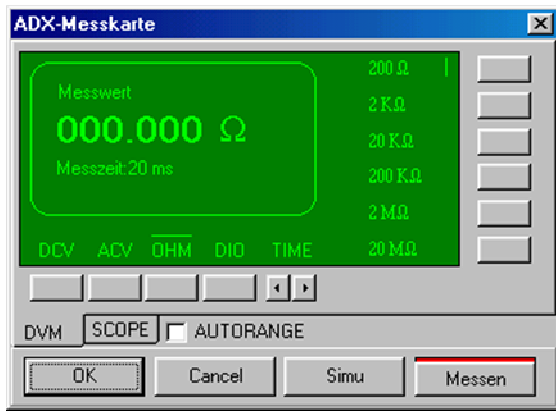 ADX-Messkarte
Messwert
000.000 Ω
Messzeit:20 ms
200 Ω
2 KΩ
20 KΩ
200 KΩ
2 MΩ
20 MΩ
DCV ACV OHM DIO TIME
DVM SCOPE AUTORANGE
OK Cancel Simu Messen